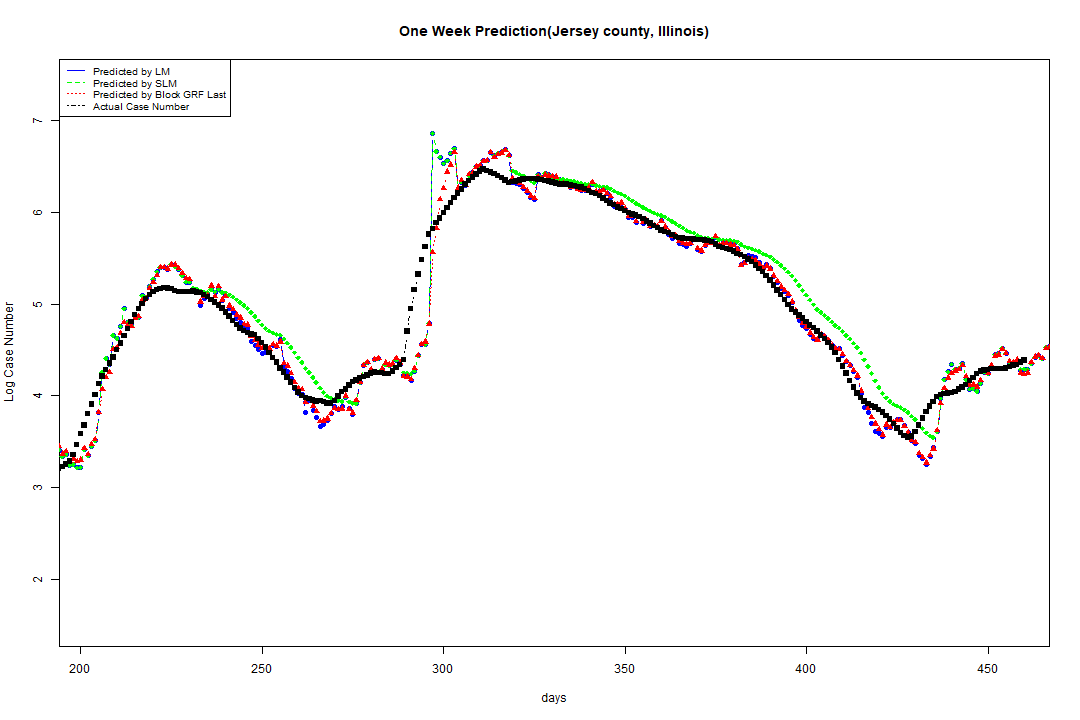 One Week Prediction(Jersey county, Illinois)
Predicted by LM
Predicted by SLM
Predicted by Block GRF Last
Actual Case Number
7
6
5
4
3
2
Log Case Number
200 250 300 350 400 450
days